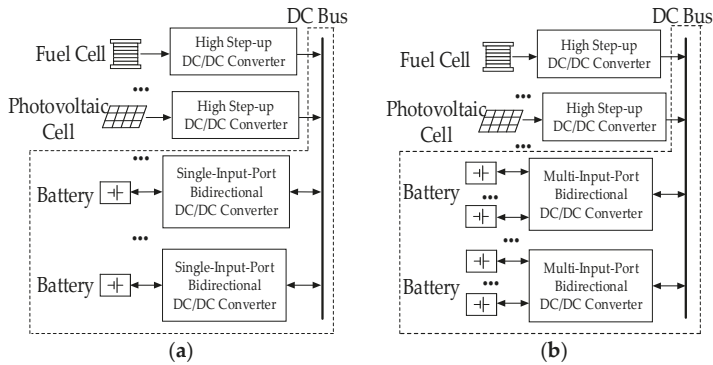 DC Bus
Fuel Cell
High Step-up
DC/DC Converter
•••
Photovoltaic
Cell
High Step-up
DC/DC Converter
•••
Battery
Single-Input-Port
Bidirectional
DC/DC Converter
•••
Battery
Single-Input-Port
Bidirectional
DC/DC Converter
(a)
DC Bus
Fuel Cell
High Step-up
DC/DC Converter
•••
Photovoltaic
Cell
High Step-up
DC/DC Converter
•••
Battery
•••
Multi-Input-Port
Bidirectional
DC/DC Converter
•••
Battery
•••
Multi-Input-Port
Bidirectional
DC/DC Converter
(b)